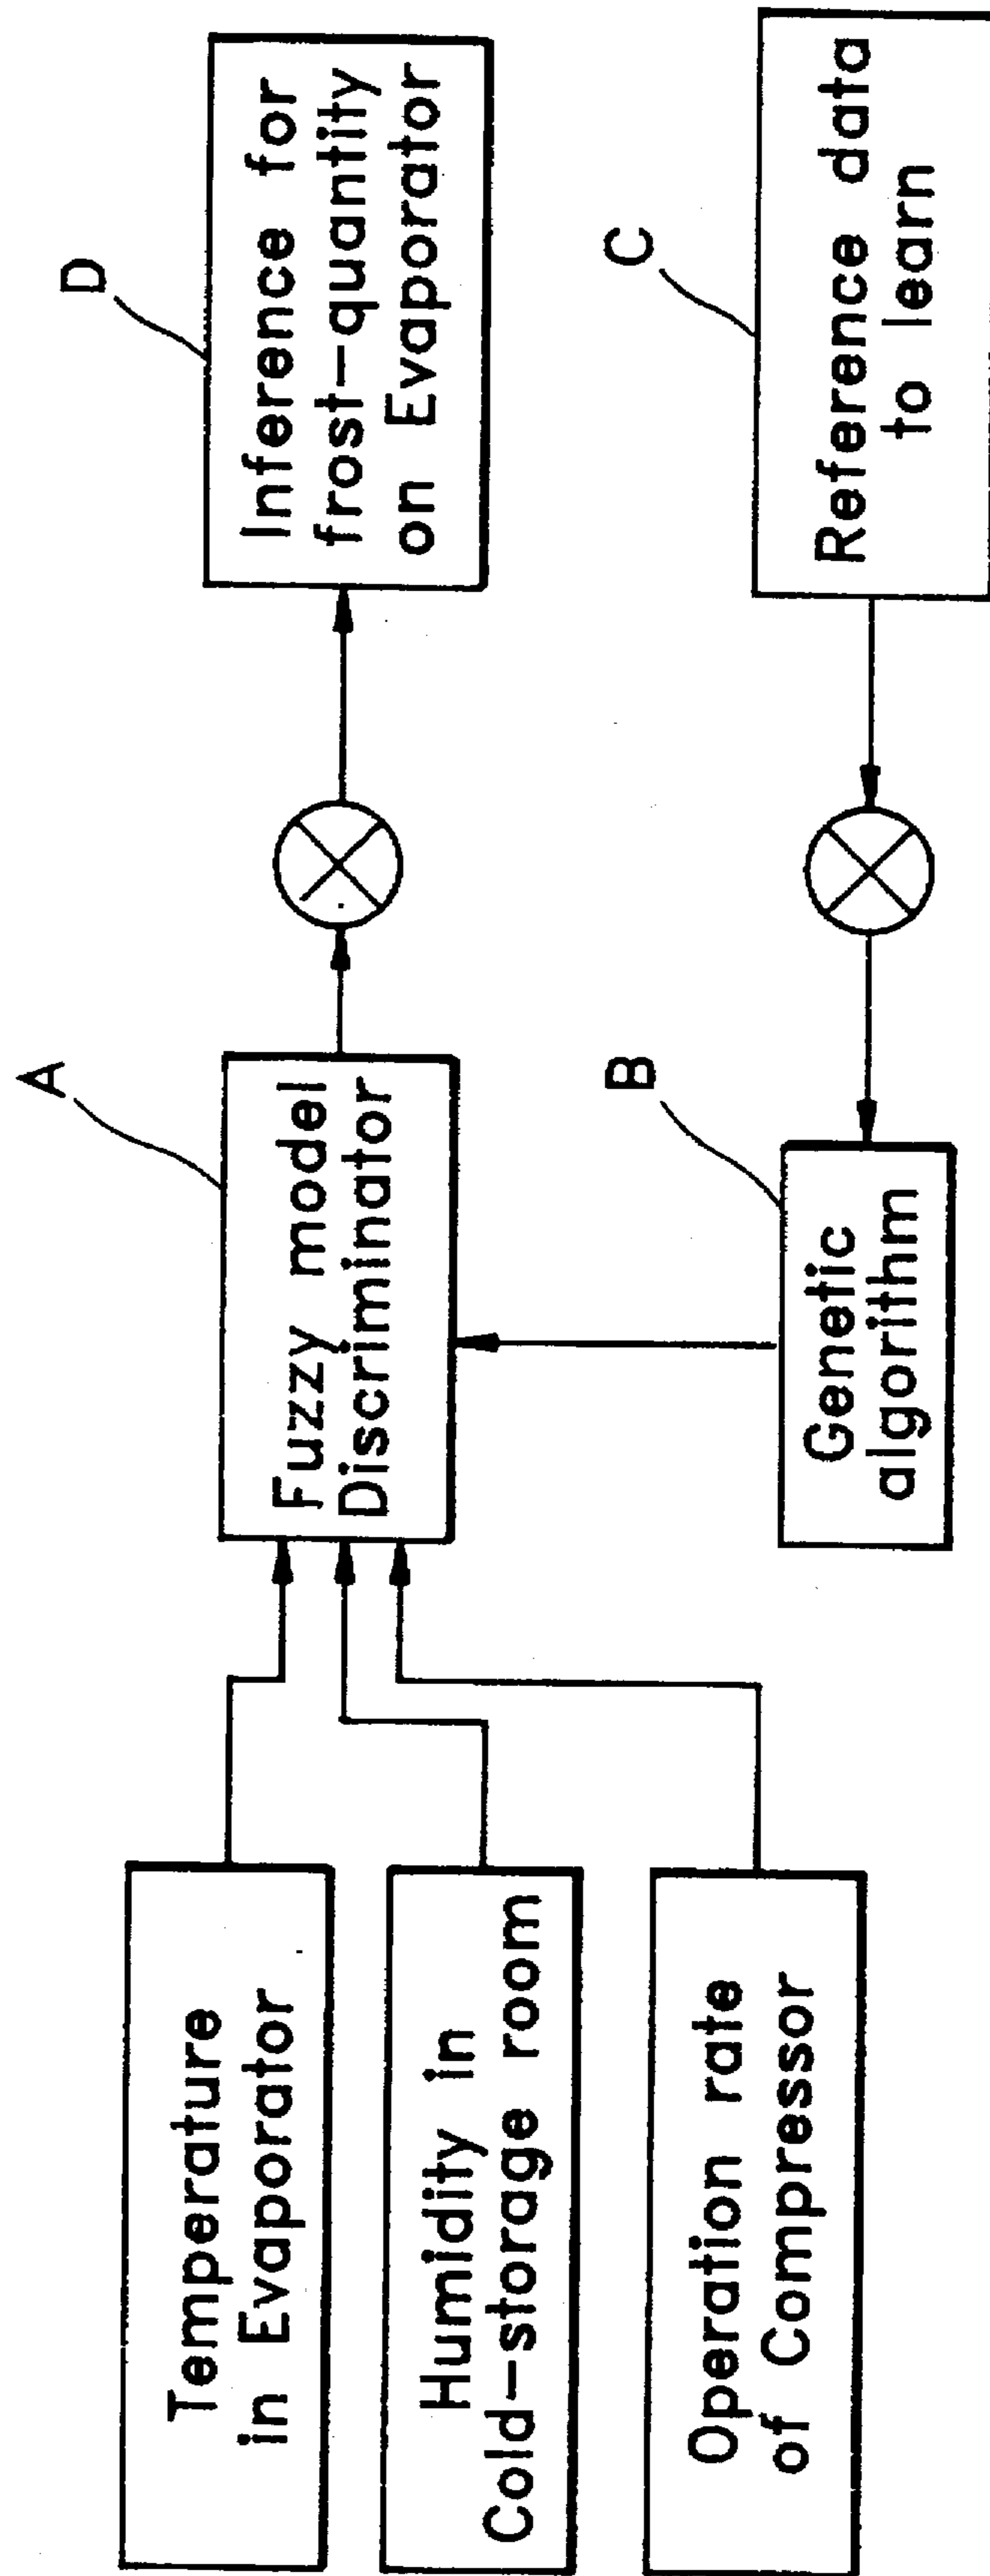 Temperature
in Evaporator
Humidity in
Cold-storage room
Operation rate
of Compressor
A
Fuzzy model
Discriminator
B
Genetic
algorithm
D
Inference for
frost-quantity
on Evaporator
C
Reference data
to learn